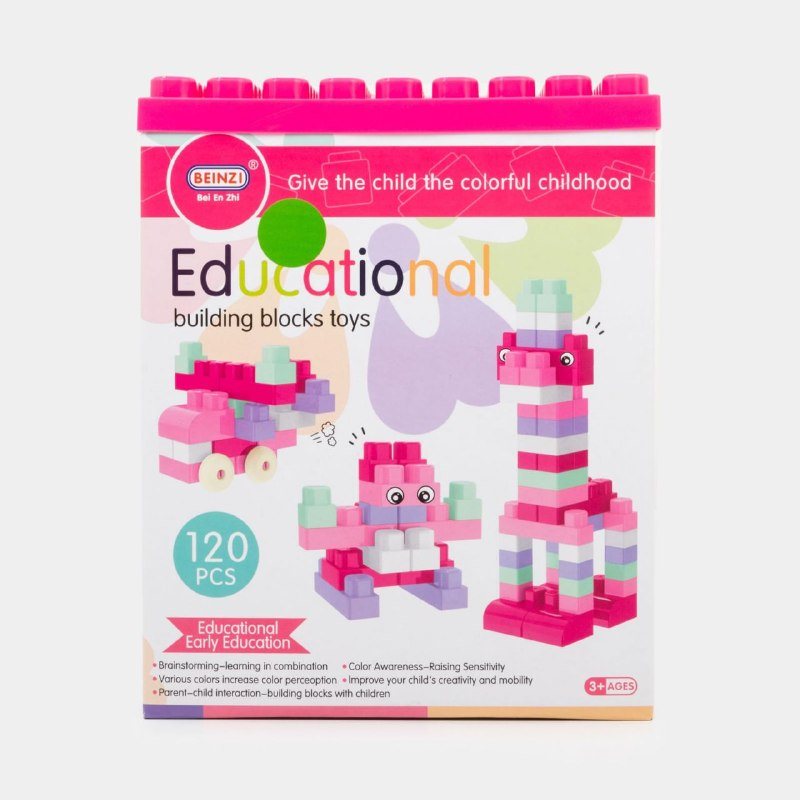 BEINZI®
Bei En Zhi
Give the child the colorful childhood
Educational
building blocks toys
120
PCS
Educational
Early Education
• Brainstorming–learning in combination
• Various colors increase color perception
• Parent–child interaction–building blocks with children
• Color Awareness–Raising Sensitivity
• Improve your child's creativity and mobility
3+ AGES